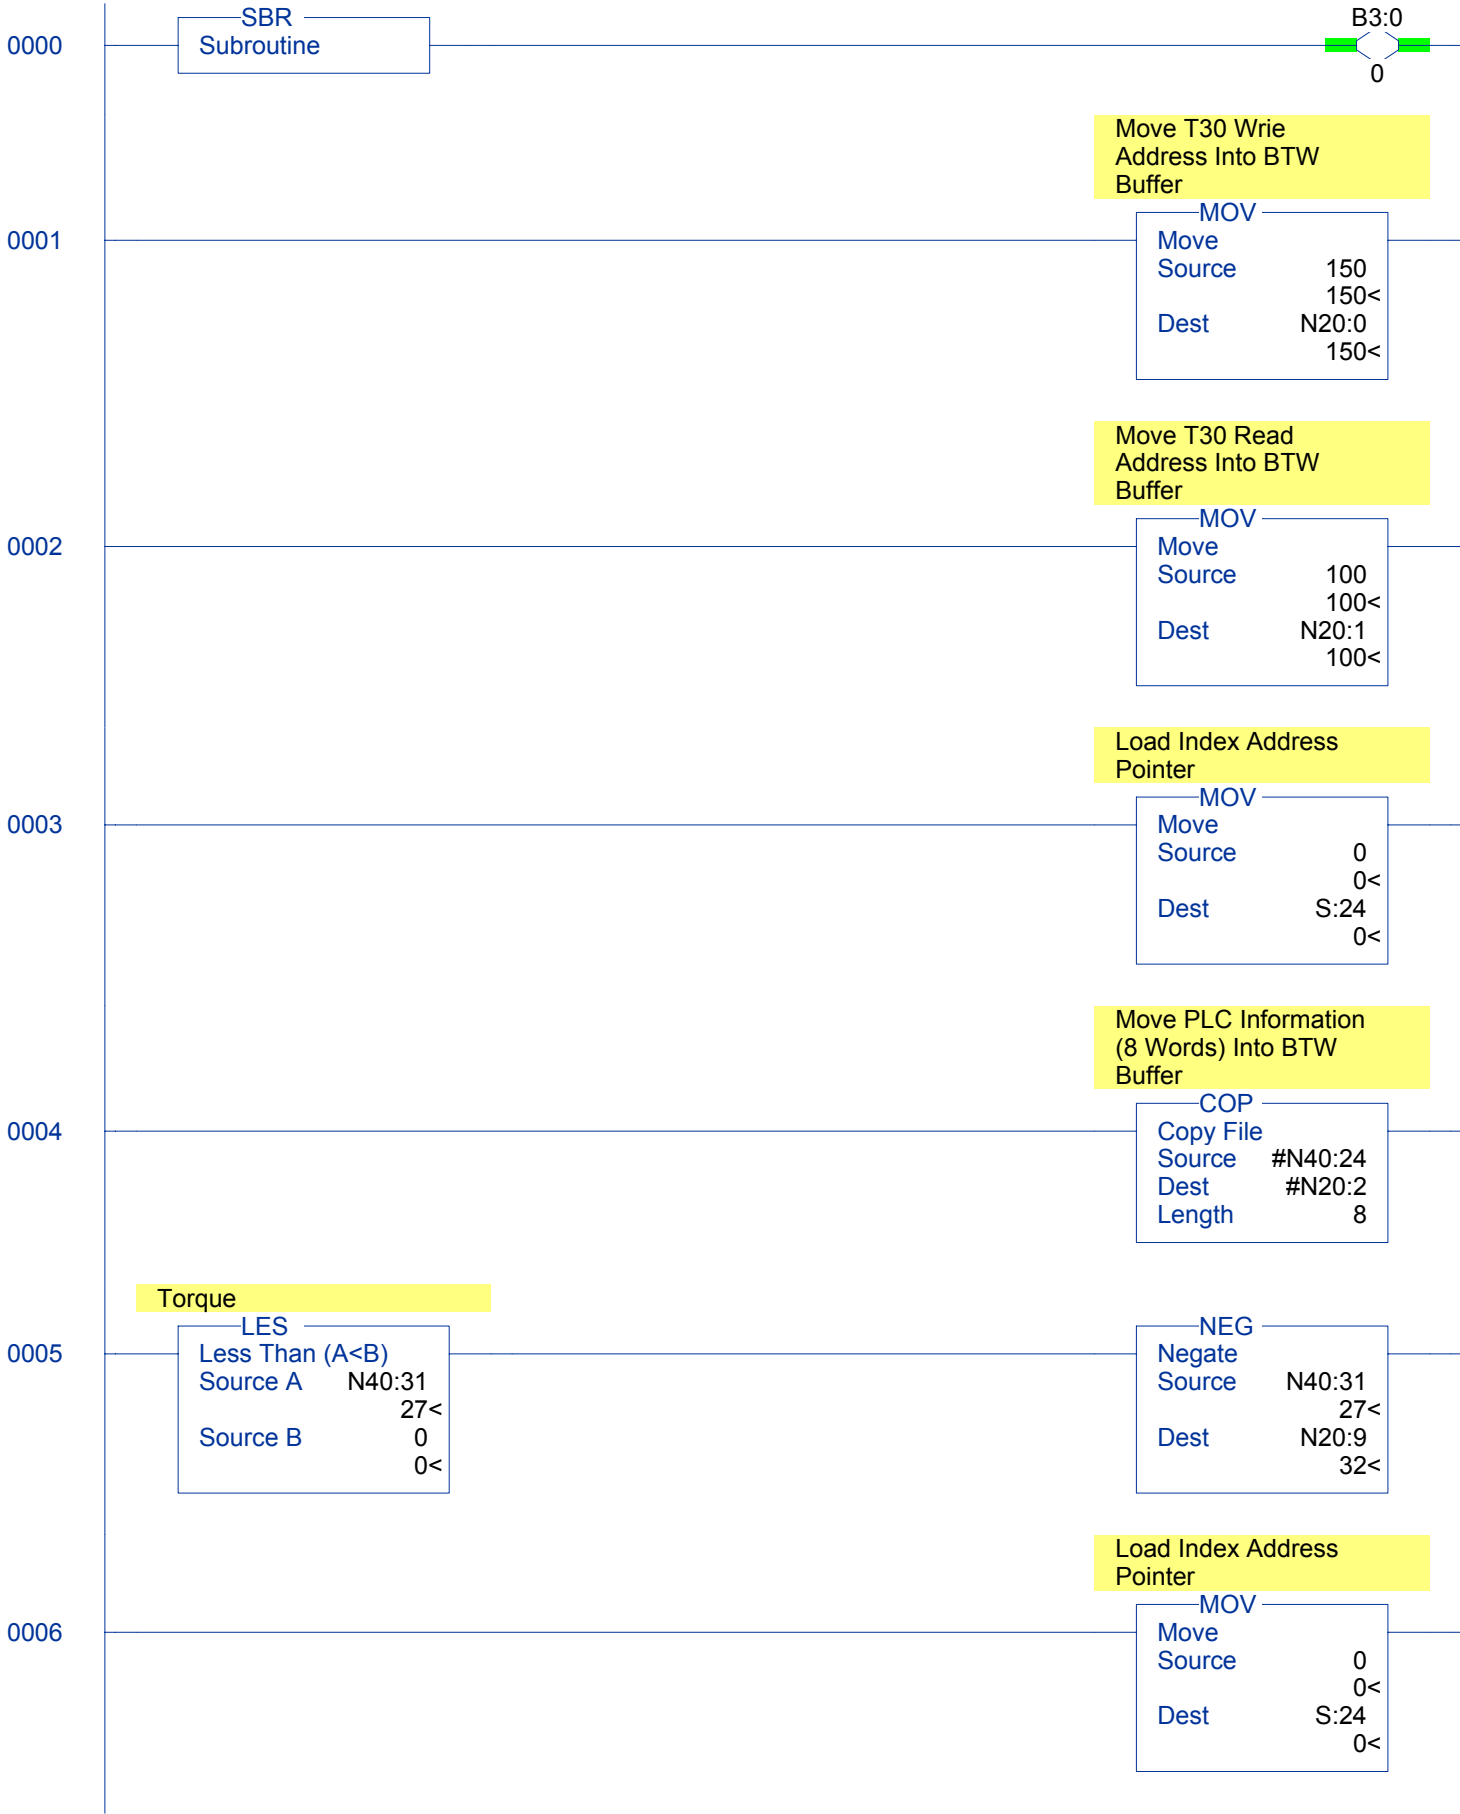 SBR
B3:0
0000
Subroutine
0
Move T30 Wrie
Address Into BTW
Buffer
MOV
0001
Move
Source 150
150<
Dest N20:0
150<
Move T30 Read
Address Into BTW
Buffer
MOV
0002
Move
Source 100
100<
Dest N20:1
100<
Load Index Address
Pointer
MOV
0003
Move
Source 0
0<
Dest S:24
0<
Move PLC Information
(8 Words) Into BTW
Buffer
COP
0004
Copy File
Source #N40:24
Dest #N20:2
Length 8
Torque
LES
0005
Less Than (A<B)
Source A N40:31
27<
Source B 0
0<
NEG
Negate
Source N40:31
27<
Dest N20:9
32<
Load Index Address
Pointer
MOV
0006
Move
Source 0
0<
Dest S:24
0<